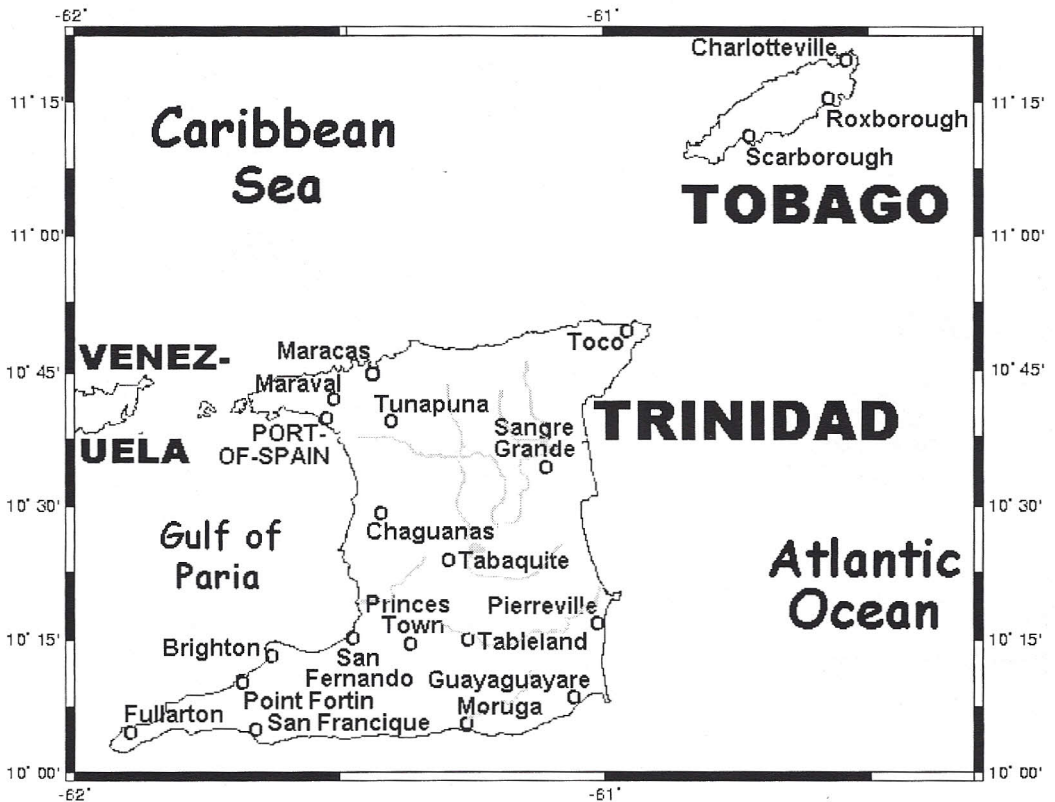 -62° -61°
Charlotteville
11° 15' 11° 15'
Caribbean
Sea
Roxborough
Scarborough
TOBAGO
11° 00' 11° 00'
Toco
Maracas
VENEZ-
10° 45' 10° 45'
Maraval
Tunapuna
TRINIDAD
Sangre
Grande
PORT-
OF-SPAIN
UELA
10° 30' 10° 30'
Chaguanas
Gulf of
Paria
Tabaquite
Atlantic
Ocean
Princes
Town
Pierreville
10° 15' 10° 15'
Brighton
Tableland
San
Fernando
Guayaguayare
Point Fortin
Moruga
Fullarton
San Francique
10° 00' 10° 00'
-62° -61°